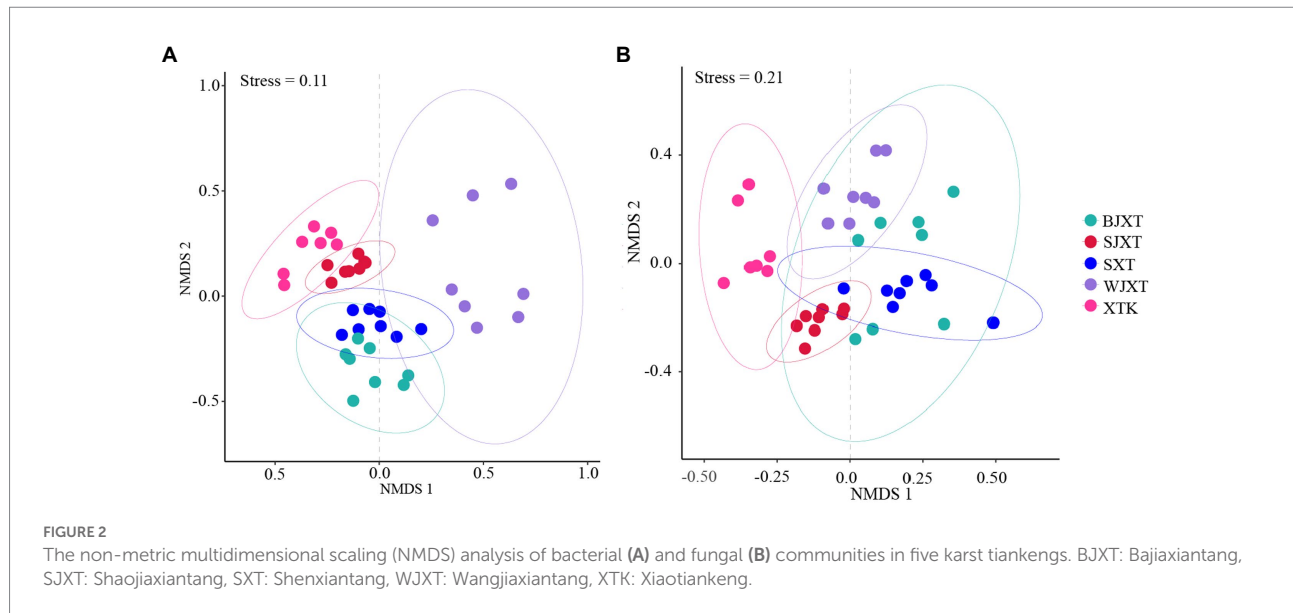 A
Stress = 0.11
1.0
0.5
0.0
-0.5
NMDS 2
0.5
0.0
0.5
1.0
NMDS 1
B
Stress = 0.21
0.4
0.0
-0.4
NMDS 2
-0.50
-0.25
0.00
0.25
0.50
NMDS 1
BJXT
SJXT
SXT
WJXT
XTK
FIGURE 2
The non-metric multidimensional scaling (NMDS) analysis of bacterial (A) and fungal (B) communities in five karst tiankengs. BJXT: Bajiaxiantang,
SJXT: Shaojiaxiantang, SXT: Shenxiantang, WJXT: Wangjiaxiantang, XTK: Xiaotiankeng.